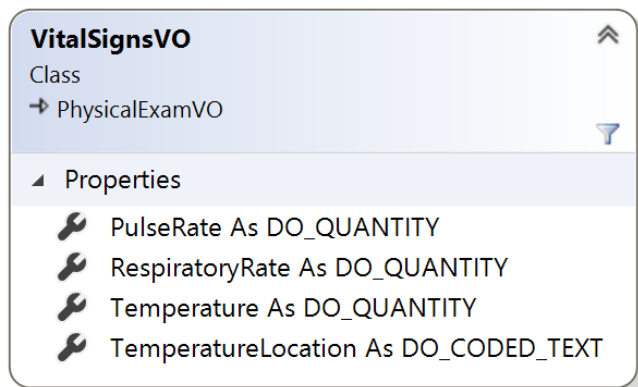 VitalSignsVO
Class
PhysicalExamVO
Properties
PulseRate As DO_QUANTITY
RespiratoryRate As DO_QUANTITY
Temperature As DO_QUANTITY
TemperatureLocation As DO_CODED_TEXT